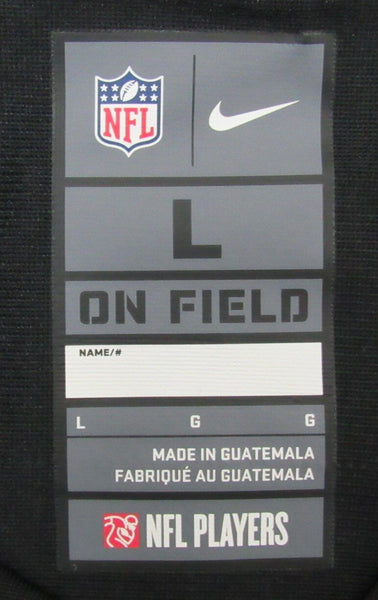 NFL
L
ON FIELD
NAME/#
L G G
MADE IN GUATEMALA
FABRIQUÉ AU GUATEMALA
NFL PLAYERS